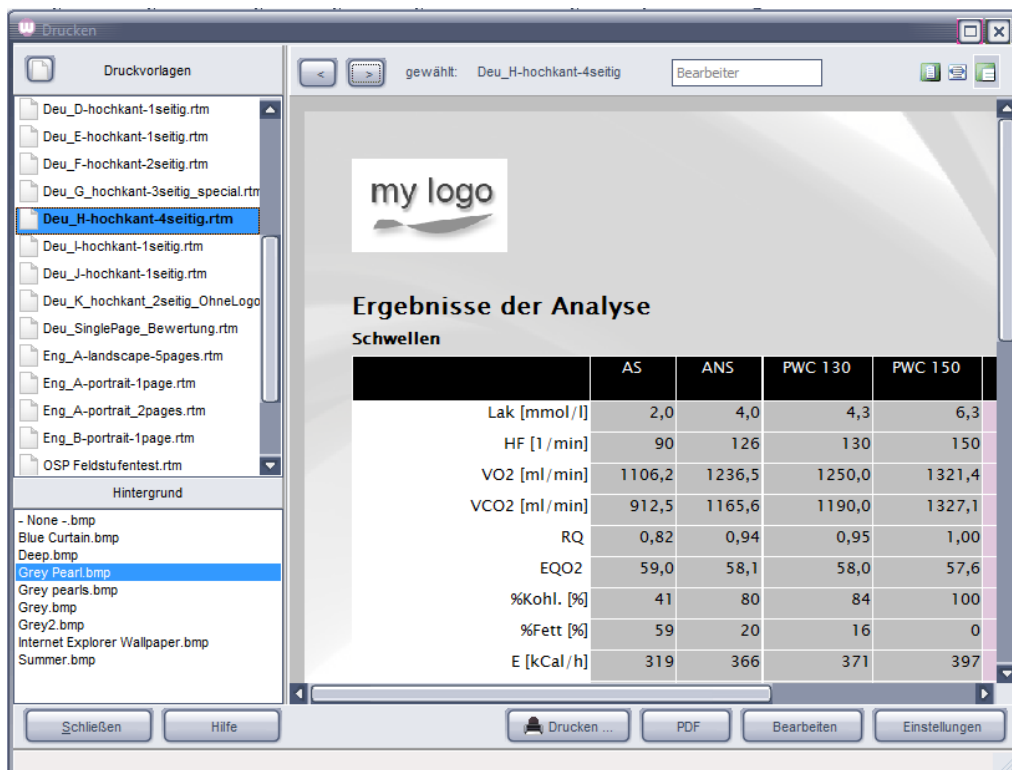 Drucken
Druckvorlagen
< > gewählt: Deu_H-hochkant-4seitig Bearbeiter
Deu_D-hochkant-1seitig.rtm
Deu_E-hochkant-1seitig.rtm
Deu_F-hochkant-2seitig.rtm
Deu_G_hochkant-3seitig_special.rtm
Deu_H-hochkant-4seitig.rtm
Deu_I-hochkant-1seitig.rtm
Deu_J-hochkant-1seitig.rtm
Deu_K_hochkant_2seitig_OhneLogo
Deu_SinglePage_Bewertung.rtm
Eng_A-landscape-5pages.rtm
Eng_A-portrait-1page.rtm
Eng_A-portrait_2pages.rtm
Eng_B-portrait-1page.rtm
OSP Feldstufentest.rtm
Hintergrund
- None -.bmp
Blue Curtain.bmp
Deep.bmp
Grey Pearl.bmp
Grey pearls.bmp
Grey.bmp
Grey2.bmp
Internet Explorer Wallpaper.bmp
Summer.bmp
my logo
Ergebnisse der Analyse
Schwellen
AS ANS PWC 130 PWC 150
Lak [mmol/l] 2,0 4,0 4,3 6,3
HF [1/min] 90 126 130 150
VO2 [ml/min] 1106,2 1236,5 1250,0 1321,4
VCO2 [ml/min] 912,5 1165,6 1190,0 1327,1
RQ 0,82 0,94 0,95 1,00
EQO2 59,0 58,1 58,0 57,6
%Kohl. [%] 41 80 84 100
%Fett [%] 59 20 16 0
E [kCal/h] 319 366 371 397
Schließen Hilfe Drucken ... PDF Bearbeiten Einstellungen